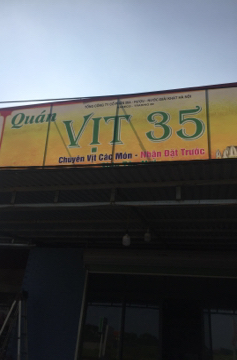 Quán
VỊT 35
Chuyên Vịt Các Món - Nhận Đặt Trước